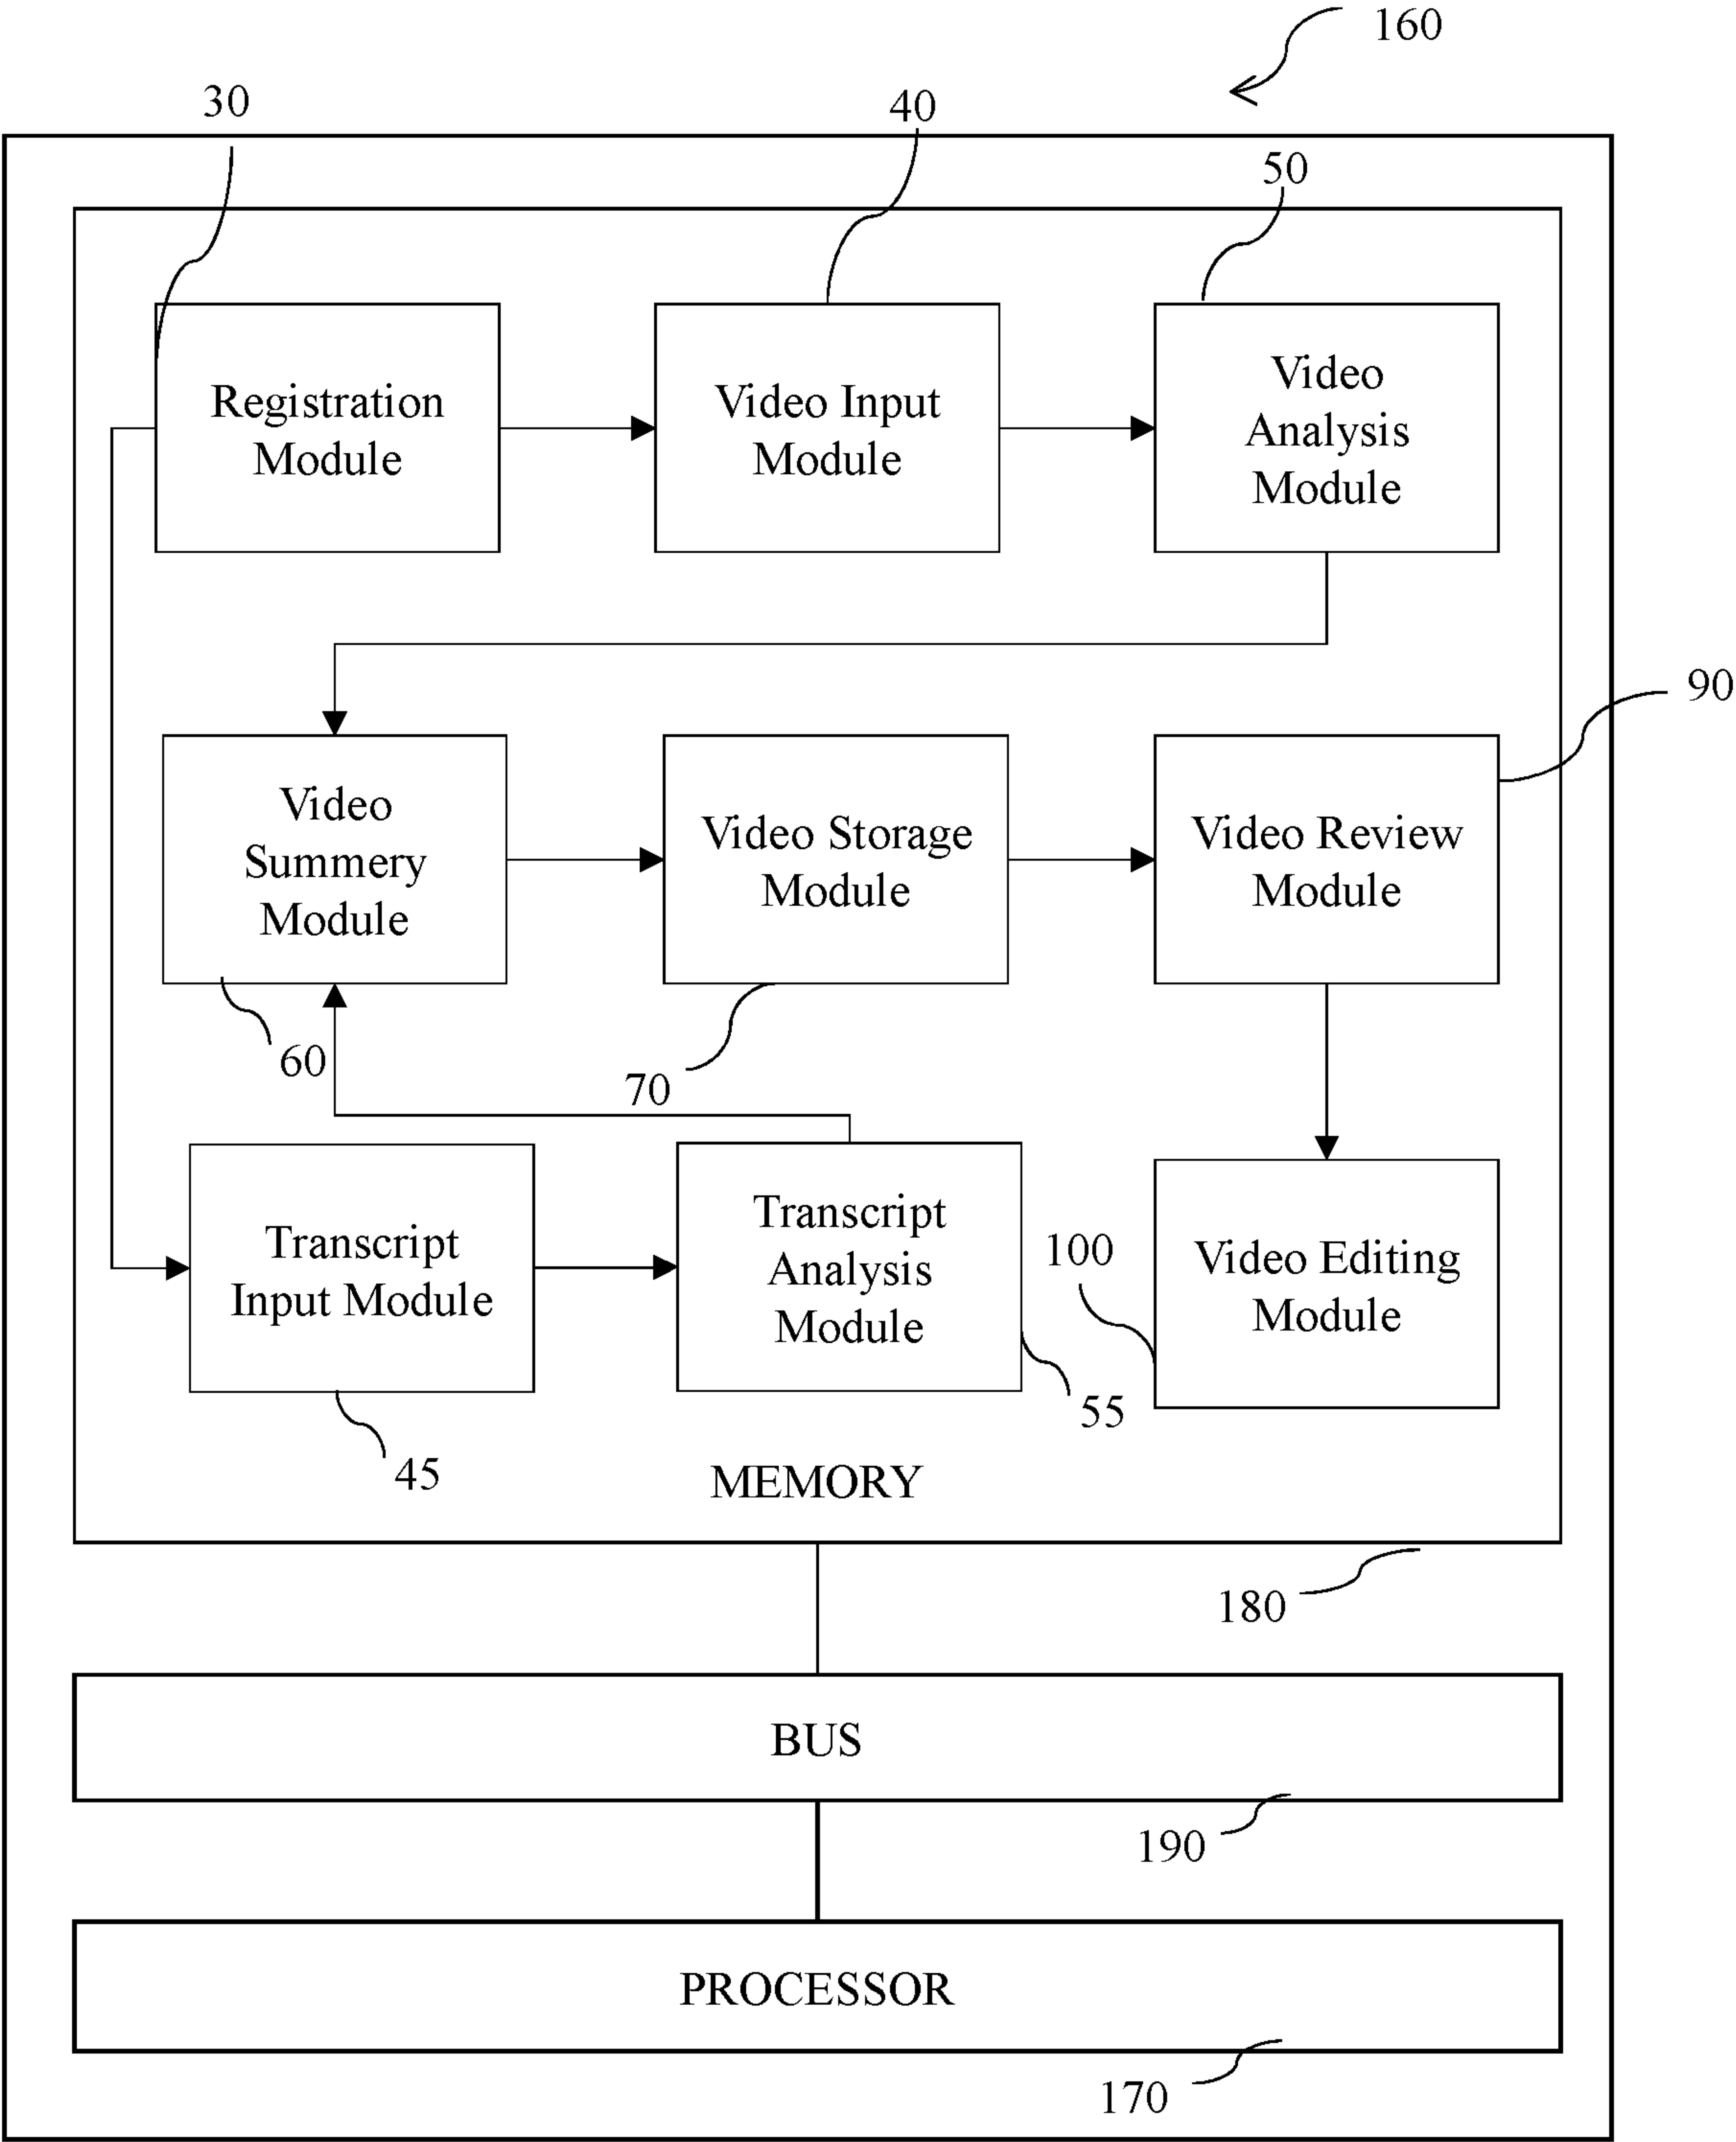 160
30
40
50
Registration
Module
Video Input
Module
Video
Analysis
Module
90
Video
Summery
Module
Video Storage
Module
Video Review
Module
60
70
Transcript
Input Module
Transcript
Analysis
Module
100
Video Editing
Module
55
45
MEMORY
180
BUS
190
PROCESSOR
170